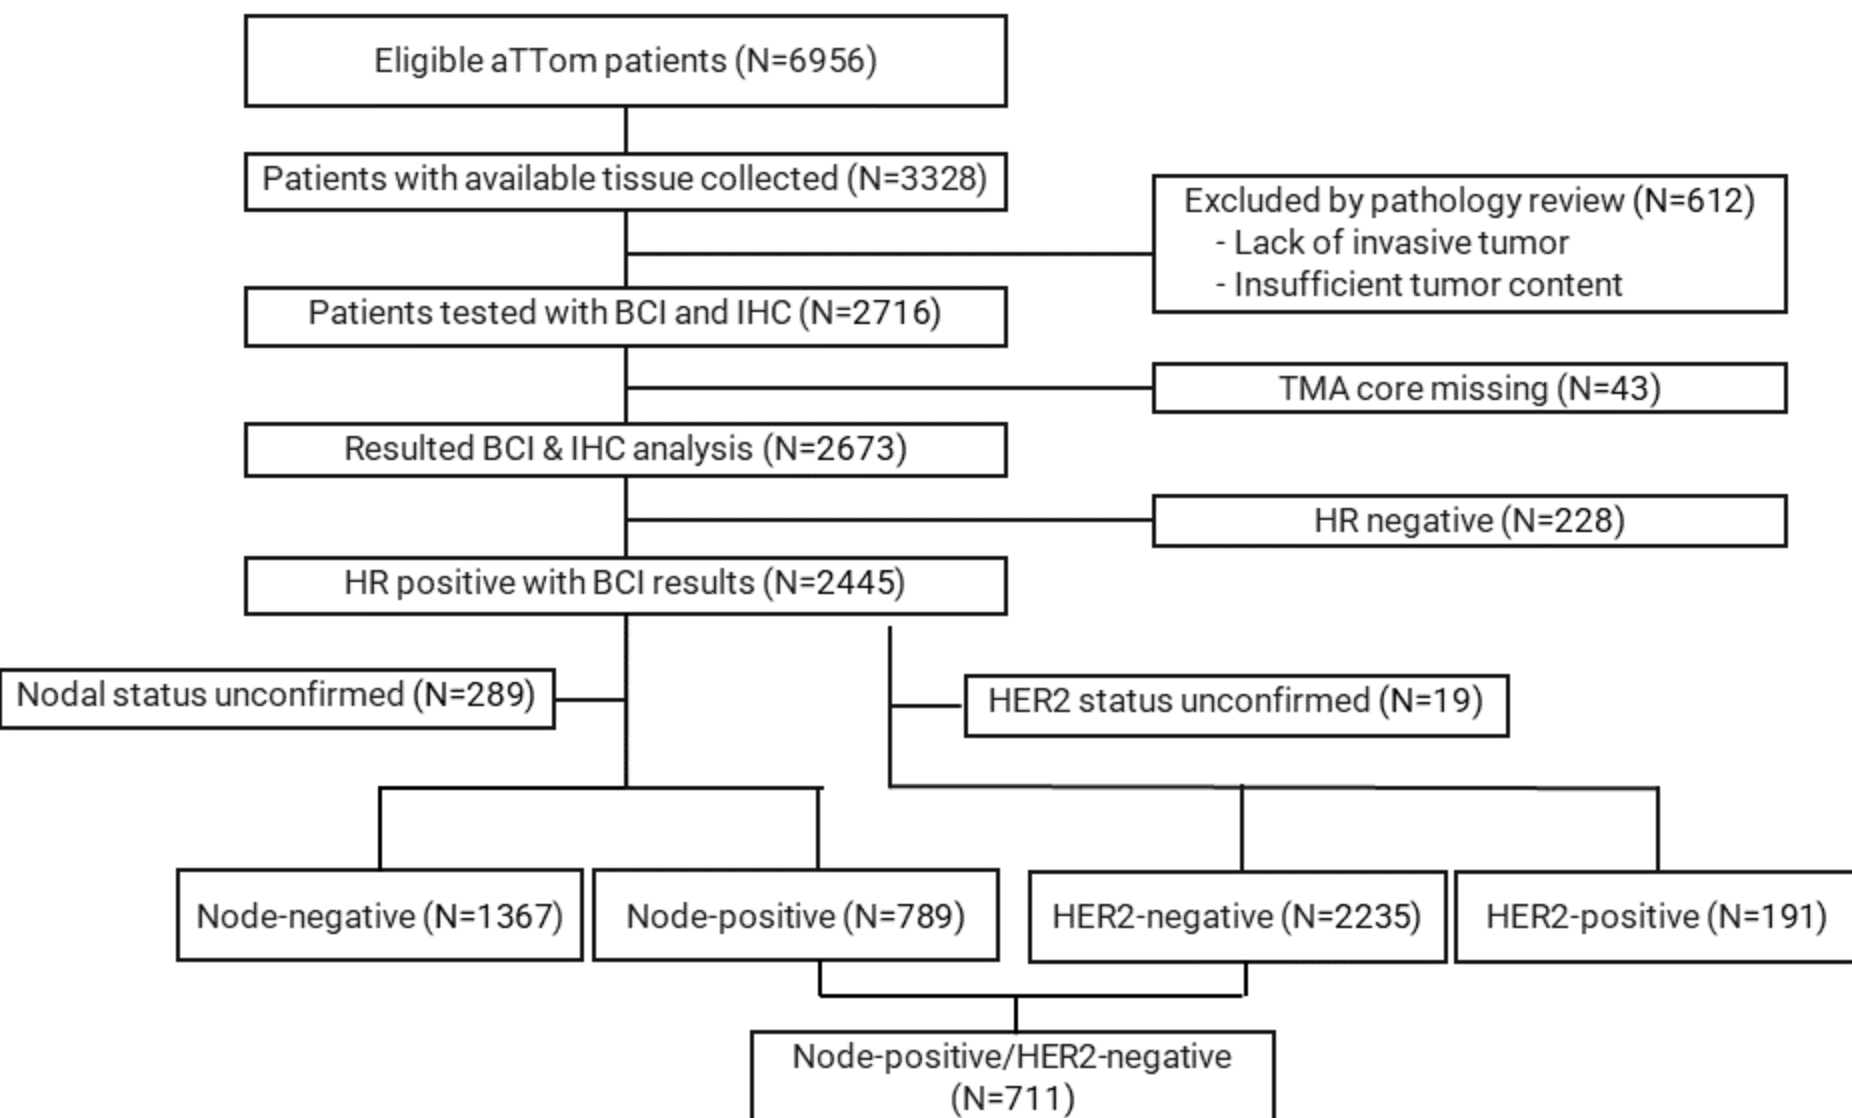 Eligible aTTom patients (N=6956)
Patients with available tissue collected (N=3328)
Excluded by pathology review (N=612)
- Lack of invasive tumor
- Insufficient tumor content
Patients tested with BCI and IHC (N=2716)
TMA core missing (N=43)
Resulted BCI & IHC analysis (N=2673)
HR negative (N=228)
HR positive with BCI results (N=2445)
Nodal status unconfirmed (N=289)
HER2 status unconfirmed (N=19)
Node-negative (N=1367)
Node-positive (N=789)
HER2-negative (N=2235)
HER2-positive (N=191)
Node-positive/HER2-negative
(N=711)